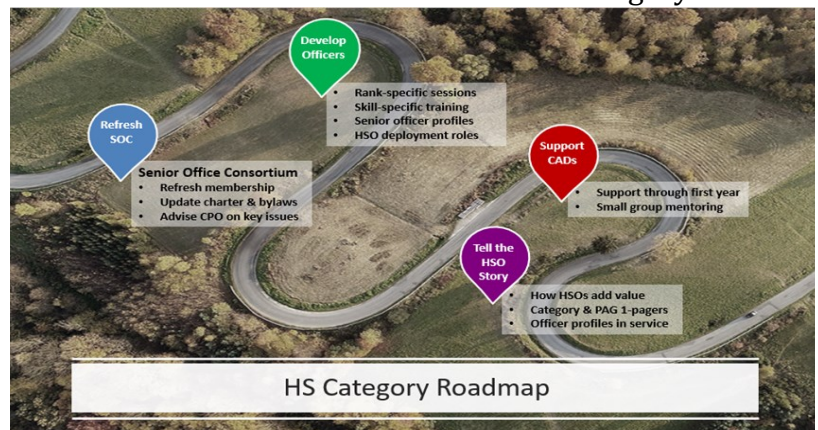 Develop
Officers
• Rank-specific sessions
• Skill-specific training
• Senior officer profiles
• HSO deployment roles
Refresh
SOC
Senior Office Consortium
• Refresh membership
• Update charter & bylaws
• Advise CPO on key issues
Support
CADs
• Support through first year
• Small group mentoring
Tell the
HSO
Story
• How HSOs add value
• Category & PAG 1-pagers
• Officer profiles in service
HS Category Roadmap